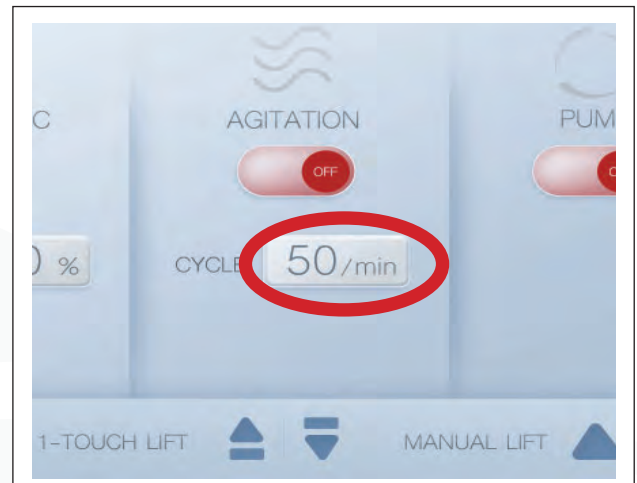 C
AGITATION
PUM
OFF
% 
CYCLE
50/min
1-TOUCH LIFT
MANUAL LIFT